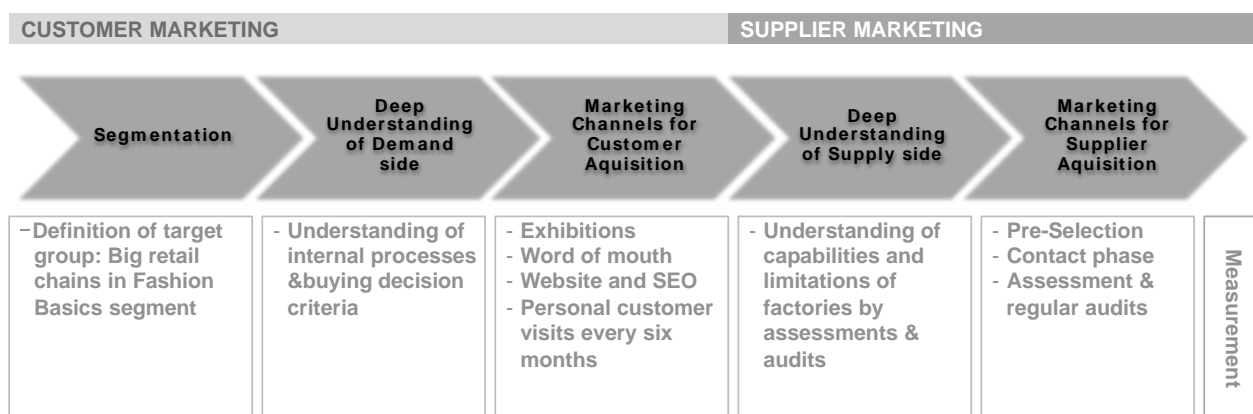 CUSTOMER MARKETING
SUPPLIER MARKETING
Segmentation
Deep
Understanding
of Demand
side
Marketing
Channels for
Customer
Aquisition
Deep
Understanding
of Supply side
Marketing
Channels for
Supplier
Aquisition
–Definition of target
group: Big retail
chains in Fashion
Basics segment
- Understanding of
internal processes
&buying decision
criteria
- Exhibitions
- Word of mouth
- Website and SEO
- Personal customer
visits every six
months
- Understanding of
capabilities and
limitations of
factories by
assessments &
audits
- Pre-Selection
- Contact phase
- Assessment &
regular audits
Measurement